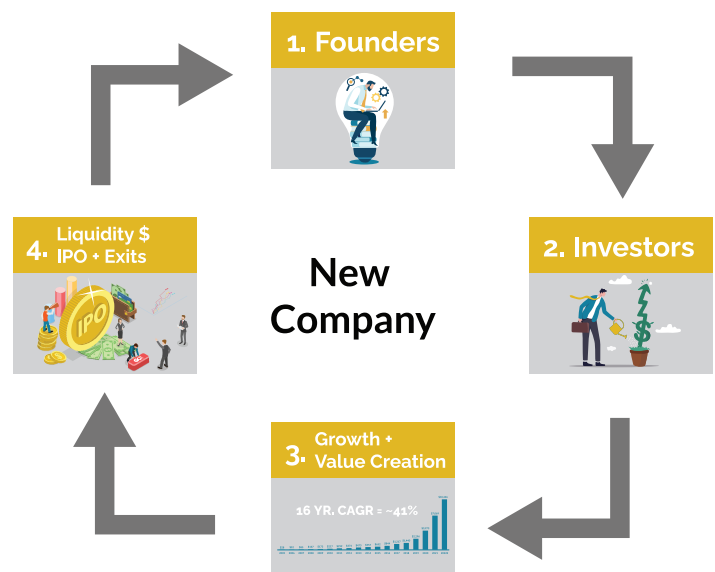 1. Founders
2. Investors
4. Liquidity $
IPO + Exits
IPO
$
New
Company
3. Growth +
Value Creation
16 YR. CAGR = ~41%